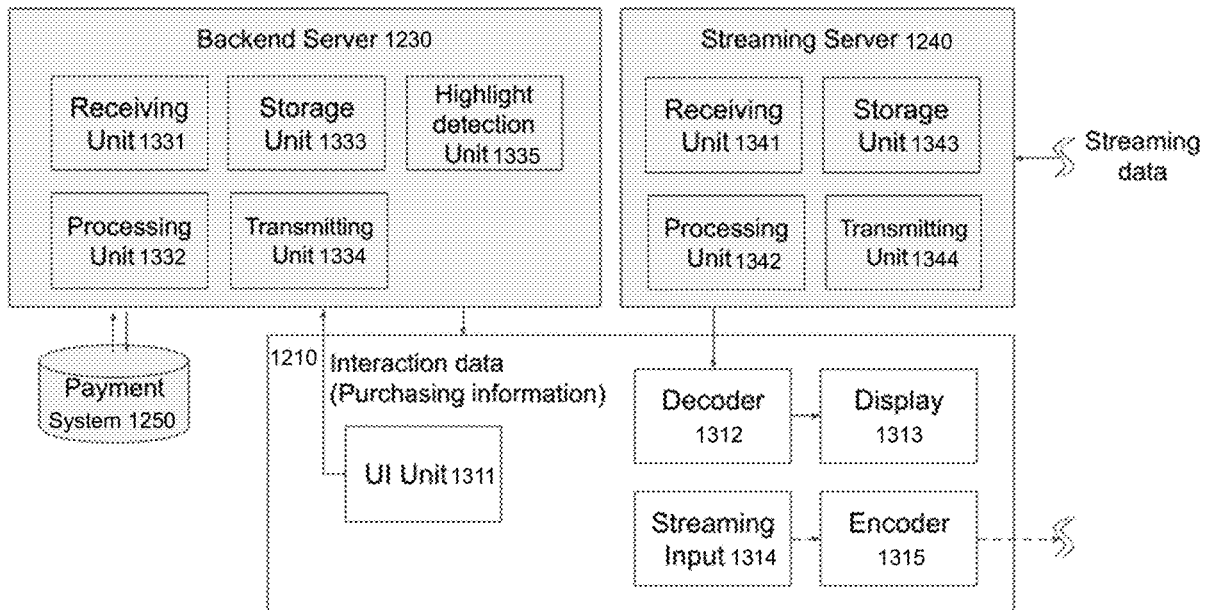 Backend Server 1230
Receiving
Unit 1331
Storage
Unit 1333
Highlight
detection
Unit 1335
Processing
Unit 1332
Transmitting
Unit 1334
Streaming Server 1240
Receiving
Unit 1341
Storage
Unit 1343
Processing
Unit 1342
Transmitting
Unit 1344
Streaming
data
Payment
System 1250
1210
Interaction data
(Purchasing information)
UI Unit 1311
Decoder
1312
Display
1313
Streaming
Input 1314
Encoder
1315